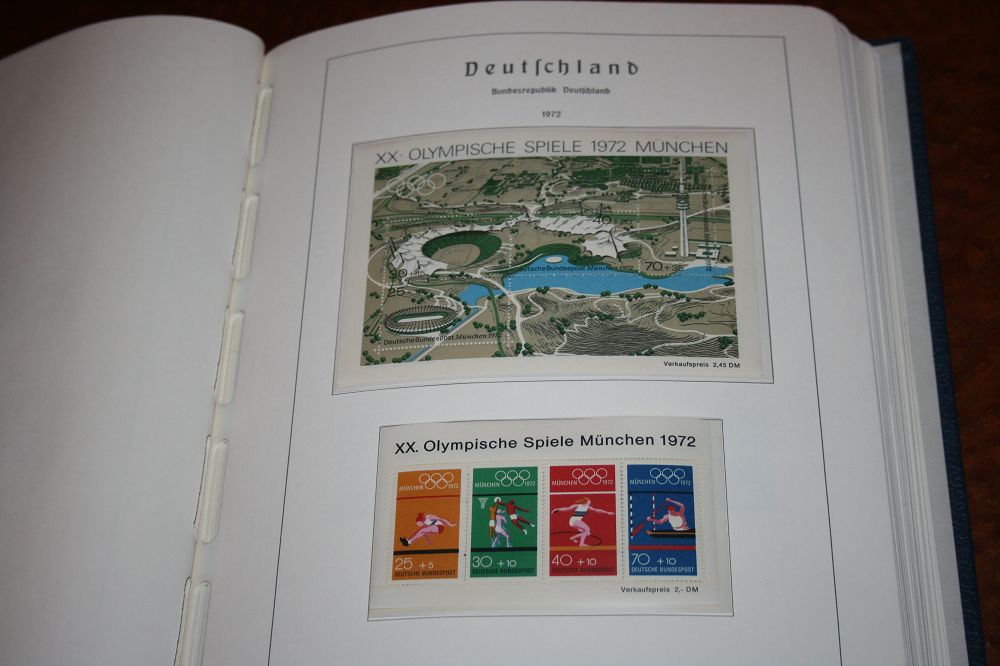 Deutſchland
Bundesrepublik Deutſchland
1972
XX. OLYMPISCHE SPIELE 1972 MÜNCHEN
40
30
25
70 + 35
Deutsche Bundespost München 1972
Deutsche Bundespost München 1972
Verkaufspreis 2,45 DM
XX. Olympische Spiele München 1972
MÜNCHEN 1972
25 + 5
DEUTSCHE BUNDESPOST
MÜNCHEN 1972
30 + 10
DEUTSCHE BUNDESPOST
MÜNCHEN 1972
40 + 10
DEUTSCHE BUNDESPOST
MÜNCHEN 1972
70 + 10
DEUTSCHE BUNDESPOST
Verkaufspreis 2,- DM